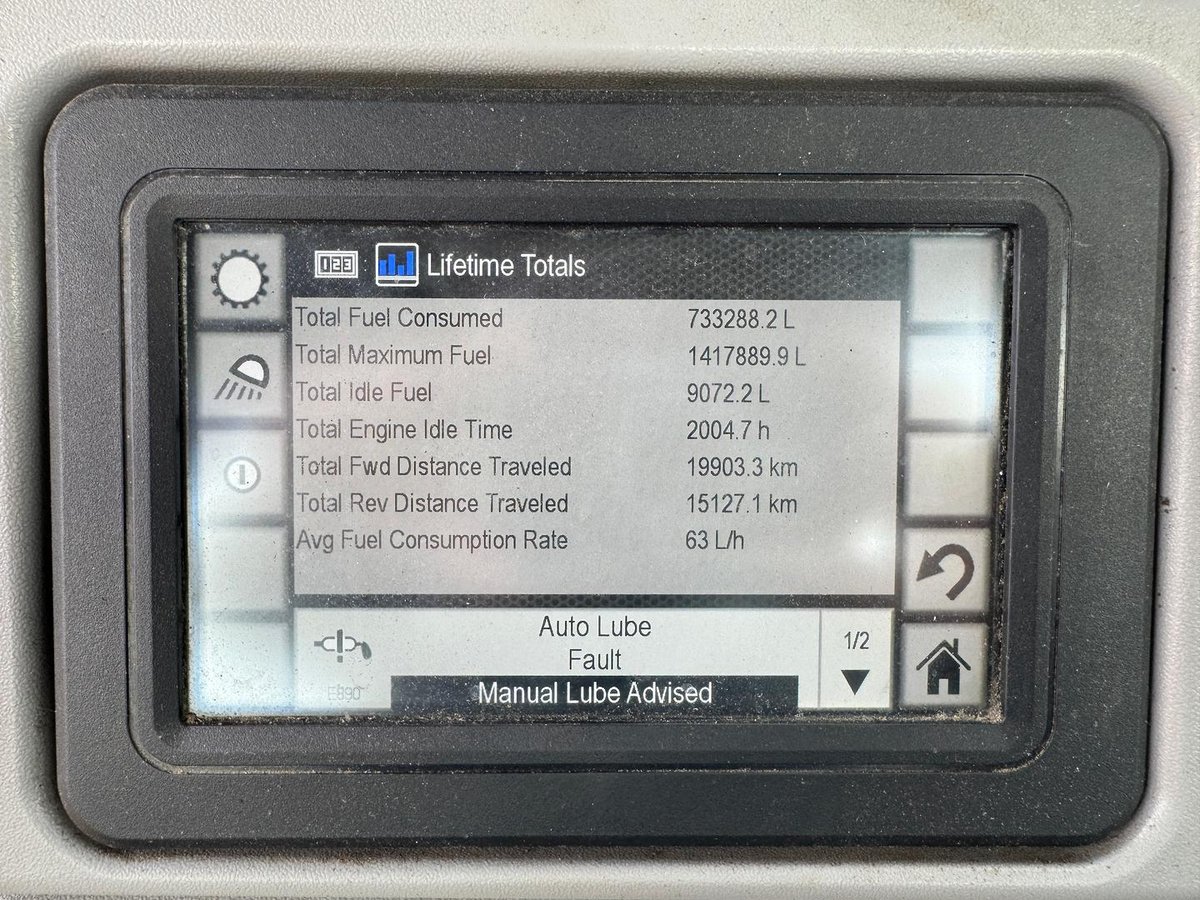 123 Lifetime Totals
Total Fuel Consumed 733288.2 L
Total Maximum Fuel 1417889.9 L
Total Idle Fuel 9072.2 L
Total Engine Idle Time 2004.7 h
Total Fwd Distance Traveled 19903.3 km
Total Rev Distance Traveled 15127.1 km
Avg Fuel Consumption Rate 63 L/h
Auto Lube
Fault
1/2
E990
Manual Lube Advised